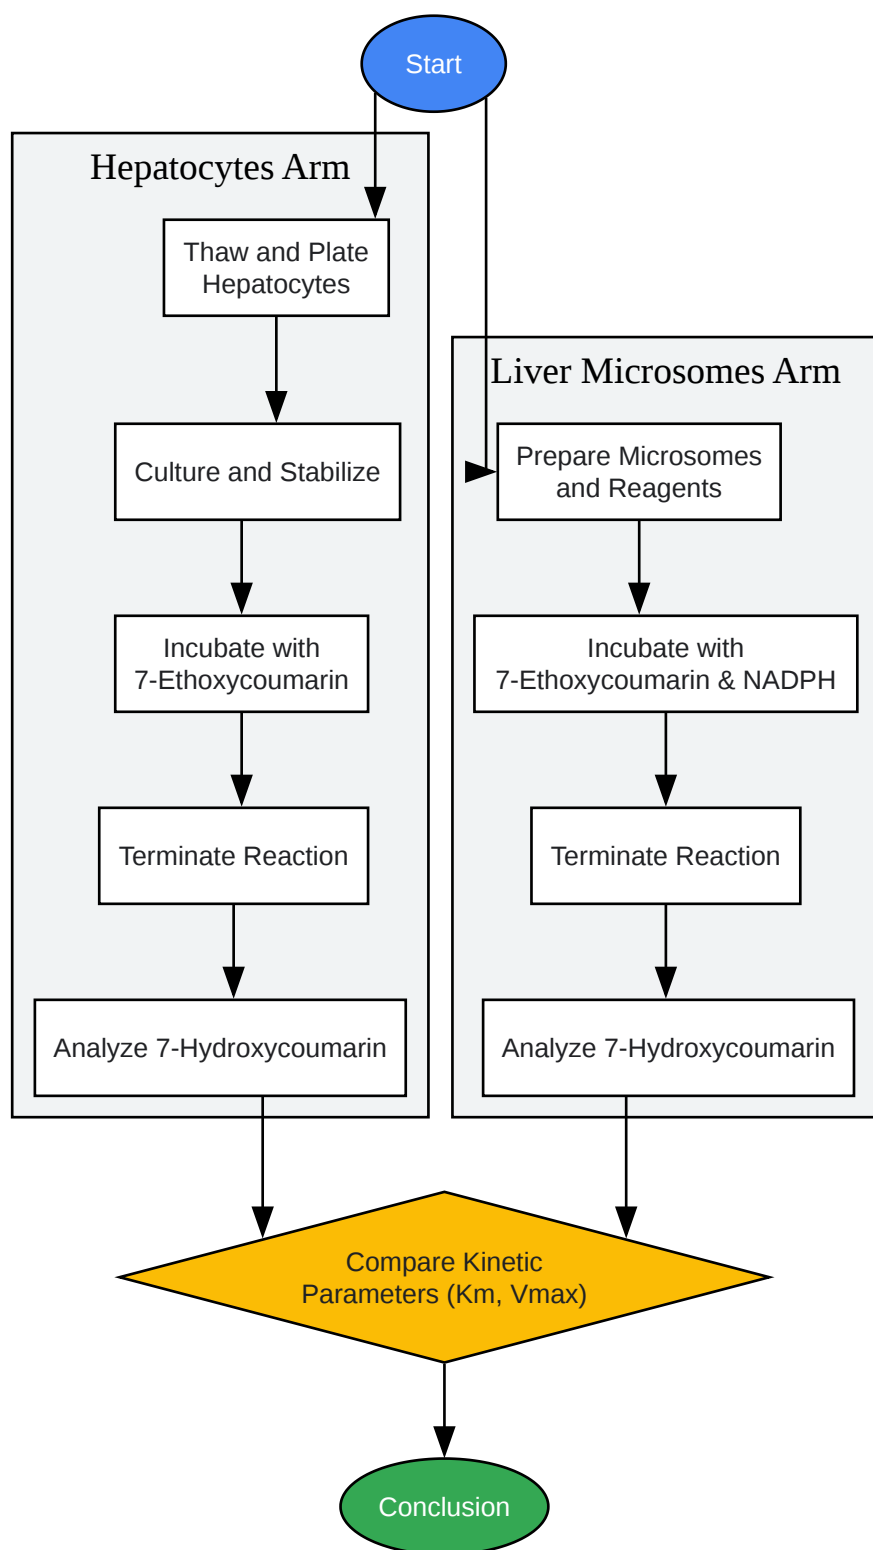 Start
Hepatocytes Arm
Thaw and Plate
Hepatocytes
Culture and Stabilize
Incubate with
7-Ethoxycoumarin
Terminate Reaction
Analyze 7-Hydroxycoumarin
Liver Microsomes Arm
Prepare Microsomes
and Reagents
Incubate with
7-Ethoxycoumarin & NADPH
Terminate Reaction
Analyze 7-Hydroxycoumarin
Compare Kinetic
Parameters (Km, Vmax)
Conclusion